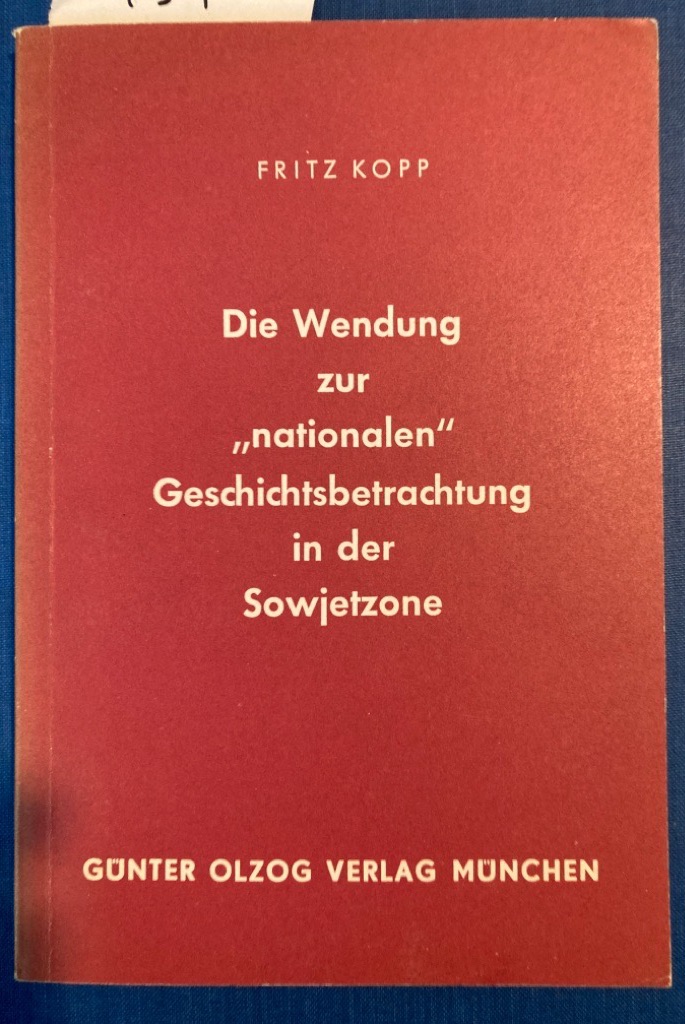 FRITZ KOPP
Die Wendung
zur
„nationalen“
Geschichtsbetrachtung
in der
Sowjetzone
GÜNTER OLZOG VERLAG MÜNCHEN